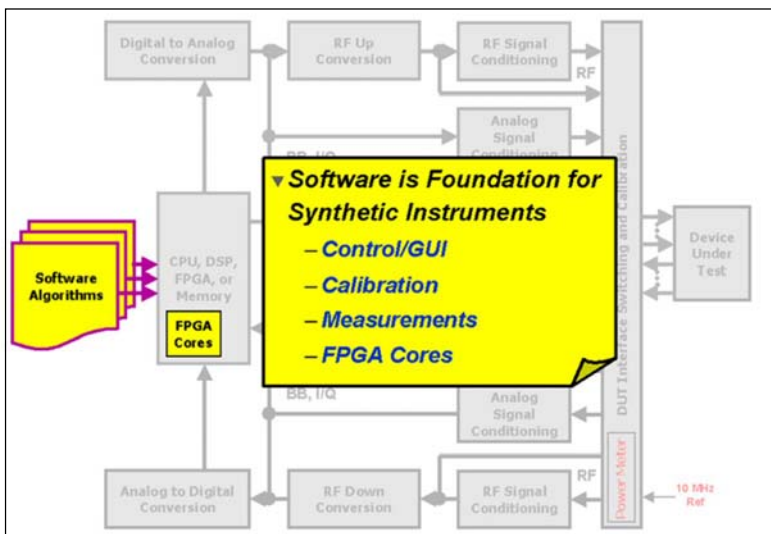 Digital to Analog
Conversion
RF Up
Conversion
RF Signal
Conditioning
RF
Analog
Signal
Conditioning
BB, I/Q
▾ Software is Foundation for
Synthetic Instruments
– Control/GUI
– Calibration
– Measurements
– FPGA Cores
Software
Algorithms
CPU, DSP,
FPGA, or
Memory
FPGA
Cores
DUT Interface Switching and Calibration
Device
Under
Test
BB, I/Q
Analog
Signal
Conditioning
Analog to Digital
Conversion
RF Down
Conversion
RF Signal
Conditioning
RF
Power Meter
10 MHz
Ref